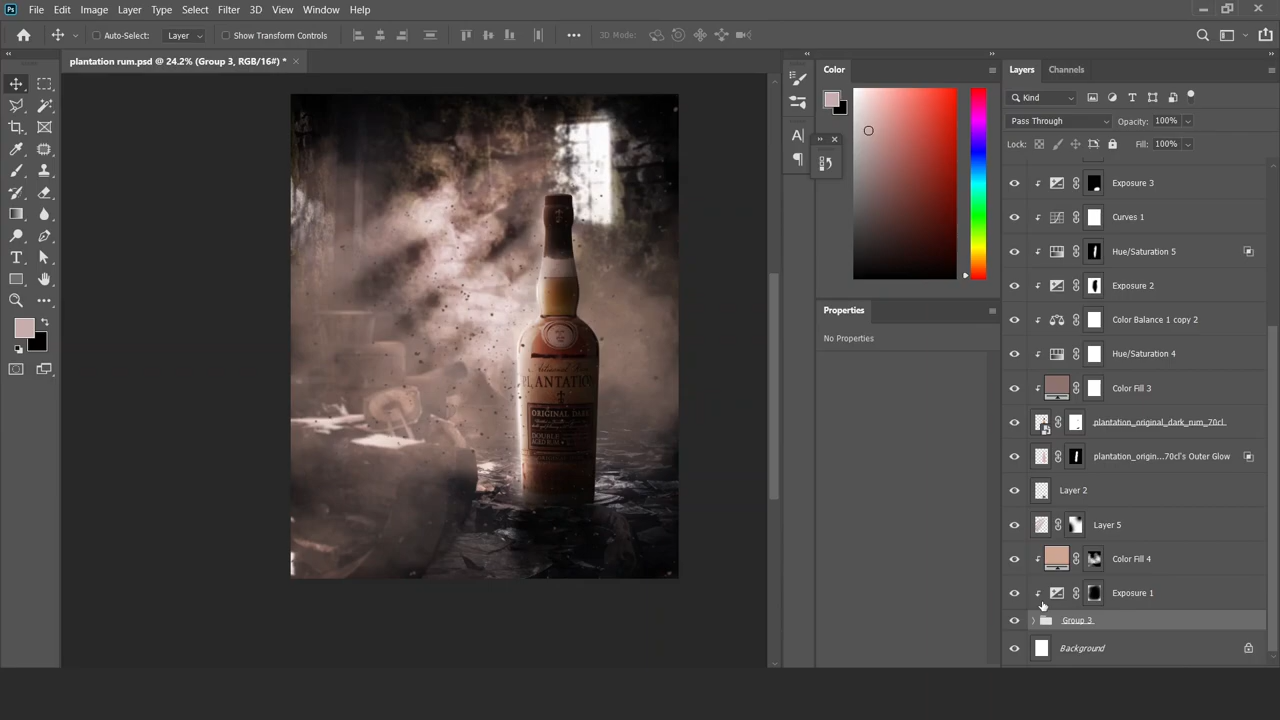 File Edit Image Layer Type Select Filter 3D View Window Help
Auto-Select: Layer Show Transform Controls 3D Mode:
plantation rum.psd @ 24.2% (Group 3, RGB/16#) *
Color
Properties
No Properties
Layers Channels
Kind
Pass Through Opacity: 100%
Lock: Fill: 100%
Exposure 3
Curves 1
Hue/Saturation 5
Exposure 2
Color Balance 1 copy 2
Hue/Saturation 4
Color Fill 3
plantation_original_dark_rum_70cl
plantation_origin...70cl's Outer Glow
Layer 2
Layer 5
Color Fill 4
Exposure 1
Group 3
Background
PLANTATION
ORIGINAL DARK
DOUBLE
AGED RUM